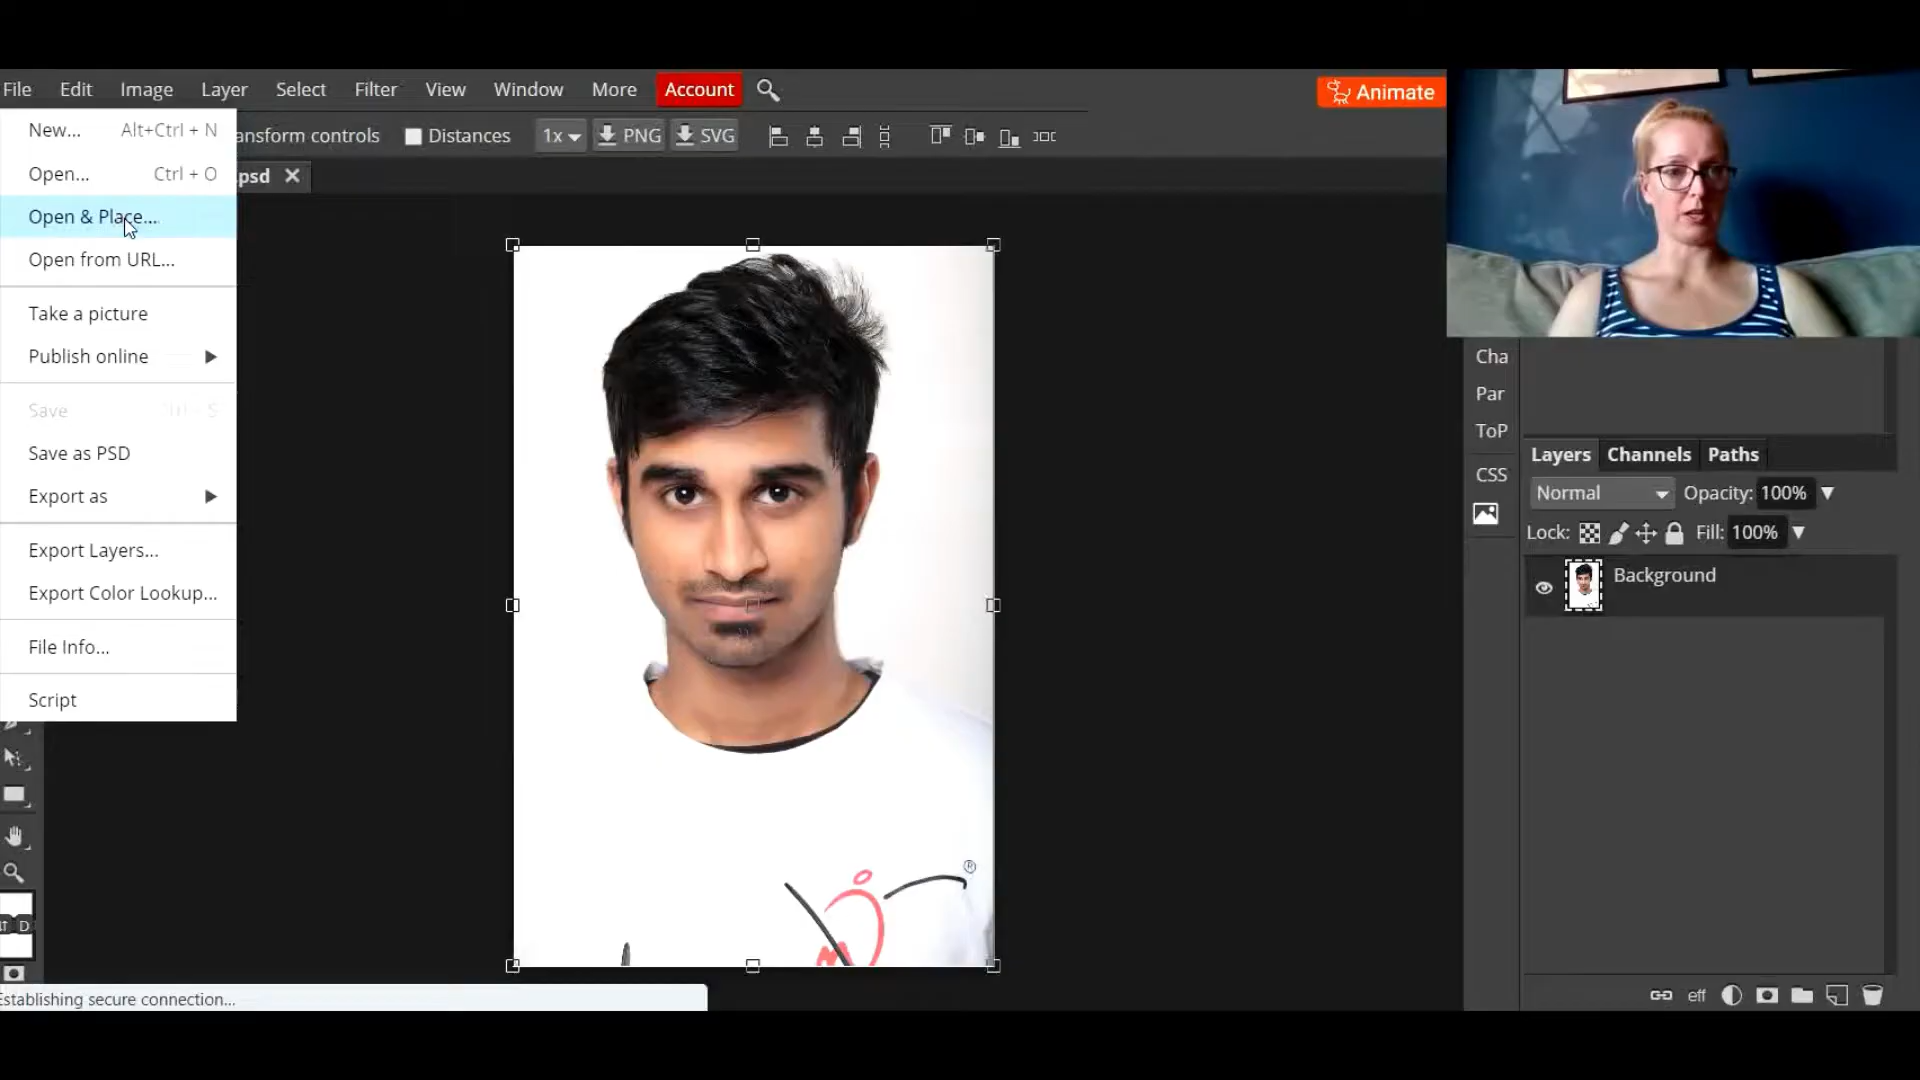 File Edit Image Layer Select Filter View Window More Account
Animate
New... Alt+Ctrl + N
Open... Ctrl + O
Open & Place...
Open from URL...
Take a picture
Publish online
Save
Save as PSD
Export as
Export Layers...
Export Color Lookup...
File Info...
Script
ansform controls Distances 1x PNG SVG
.psd
®
Cha
Par
ToP
CSS
Layers Channels Paths
Normal Opacity: 100%
Lock: Fill: 100%
Background
D
eff
Establishing secure connection...